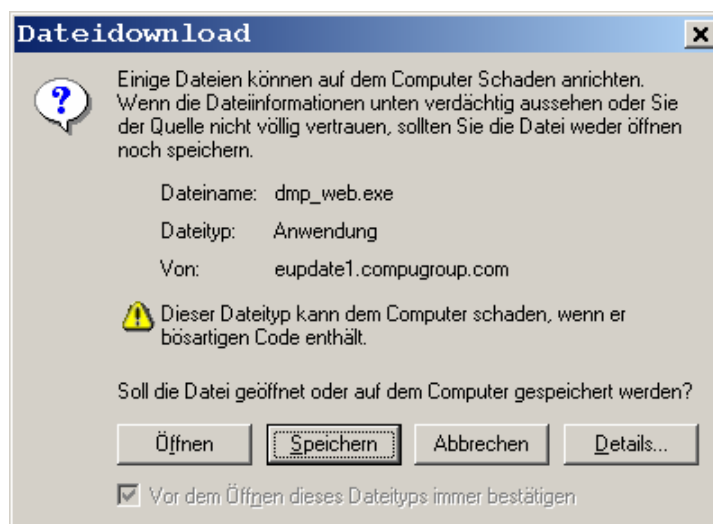 Dateidownload
Einige Dateien können auf dem Computer Schaden anrichten.
Wenn die Dateiinformationen unten verdächtig aussehen oder Sie
der Quelle nicht völlig vertrauen, sollten Sie die Datei weder öffnen
noch speichern.
Dateiname: dmp_web.exe
Dateityp: Anwendung
Von: eupdate1.compugroup.com
Dieser Dateityp kann dem Computer schaden, wenn er
bösartigen Code enthält.
Soll die Datei geöffnet oder auf dem Computer gespeichert werden?
Öffnen Speichern Abbrechen Details...
Vor dem Öffnen dieses Dateityps immer bestätigen